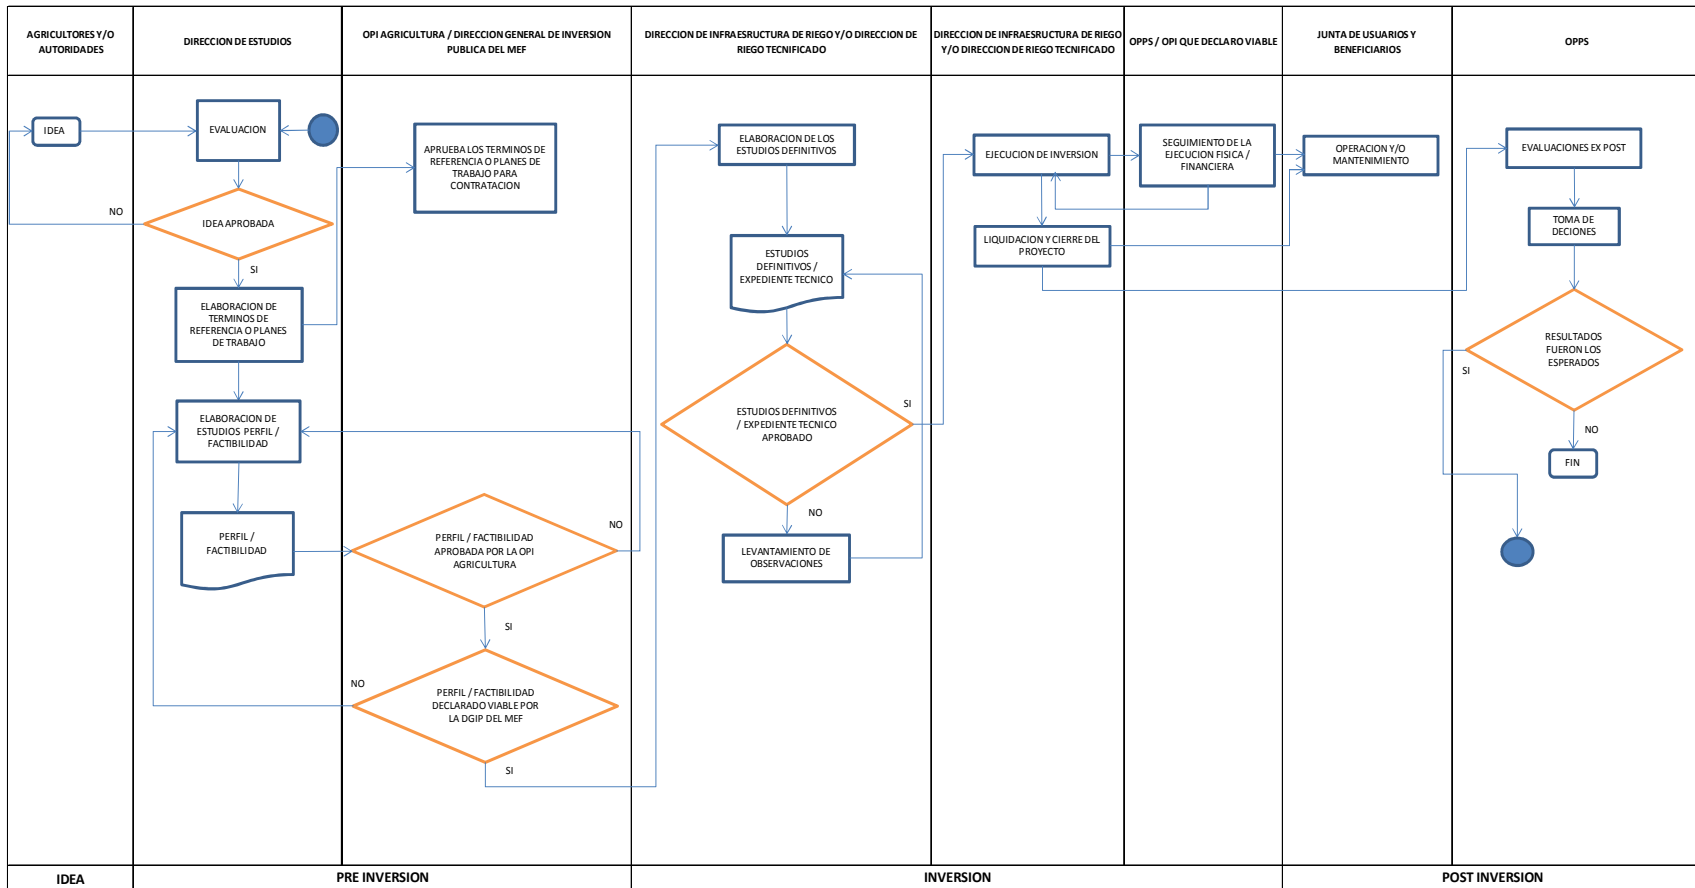 AGRICULTORES Y/O
AUTORIDADES
DIRECCION DE ESTUDIOS
OPI AGRICULTURA / DIRECCION GENERAL DE INVERSION
PUBLICA DEL MEF
DIRECCION DE INFRAESRUCTURA DE RIEGO Y/O DIRECCION DE
RIEGO TECNIFICADO
DIRECCION DE INFRAESRUCTURA DE RIEGO
Y/O DIRECCION DE RIEGO TECNIFICADO
OPPS / OPI QUE DECLARO VIABLE
JUNTA DE USUARIOS Y
BENEFICIARIOS
OPPS
IDEA
EVALUACION
NO
IDEA APROBADA
SI
ELABORACION DE
TERMINOS DE
REFERENCIA O PLANES
DE TRABAJO
ELABORACION DE
ESTUDIOS PERFIL /
FACTIBILIDAD
PERFIL /
FACTIBILIDAD
APRUEBA LOS TERMINOS DE
REFERENCIA O PLANES DE
TRABAJO PARA
CONTRATACION
PERFIL / FACTIBILIDAD
APROBADA POR LA OPI
AGRICULTURA
NO
SI
NO
PERFIL / FACTIBILIDAD
DECLARADO VIABLE POR
LA DGIP DEL MEF
SI
ELABORACION DE LOS
ESTUDIOS DEFINITIVOS
ESTUDIOS
DEFINITIVOS /
EXPEDIENTE TECNICO
ESTUDIOS DEFINITIVOS
/ EXPEDIENTE TECNICO
APROBADO
SI
NO
LEVANTAMIENTO DE
OBSERVACIONES
EJECUCION DE INVERSION
LIQUIDACION Y CIERRE DEL
PROYECTO
SEGUIMIENTO DE LA
EJECUCION FISICA /
FINANCIERA
OPERACION Y/O
MANTENIMIENTO
EVALUACIONES EX POST
TOMA DE
DECIONES
RESULTADOS
FUERON LOS
ESPERADOS
SI
NO
FIN
IDEA
PRE INVERSION
INVERSION
POST INVERSION